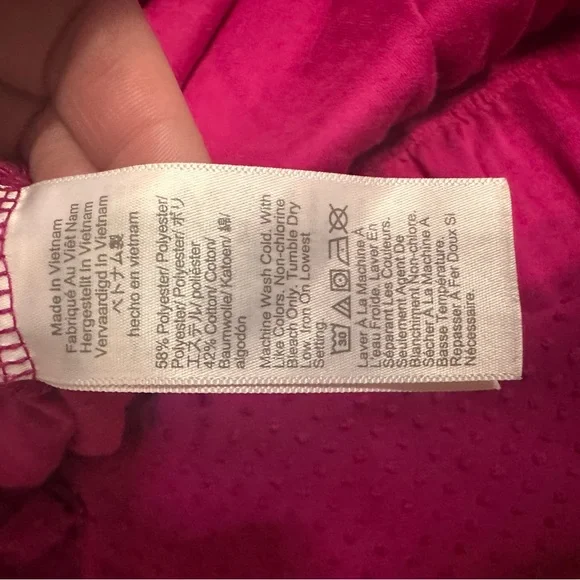 Made In Vietnam
Fabriqué Au Viêt Nam
Hergestellt In Vietnam
Vervaardigd In Vietnam
ベトナム製
hecho en vietnam
58% Polyester/ Polyester/
Polyester/ Polyester/ ポリ
エステル/ poliéster
42% Cotton/ Coton/
Baumwolle/ Katoen/ 綿/
algodón
Machine Wash Cold. With
Like Colors. Non-chlorine
Bleach Only. Tumble Dry
Low. Iron On Lowest
Setting.
30
Laver À La Machine À
L'eau Froide. Laver En
Séparant Les Couleurs.
Seulement Agent De
Blanchiment Non-chlore.
Sécher À La Machine À
Basse Température.
Repasser À Fer Doux Si
Nécessaire.